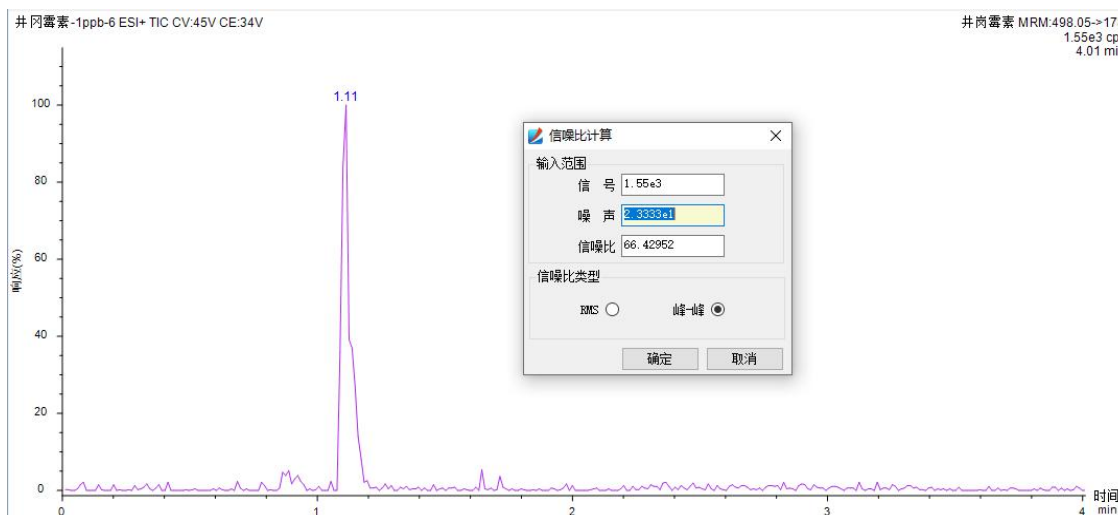 井冈霉素-1ppb-6 ESI+ TIC CV:45V CE:34V
井岗霉素 MRM:498.05->17
1.55e3 cp
4.01 mi
1.11
100
80
60
40
20
0
响应(%)
0
1
2
3
4
时间
min
信噪比计算
输入范围
信 号 1.55e3
噪 声 2.3333e1
信噪比 66.42952
信噪比类型
RMS
峰-峰
确定
取消